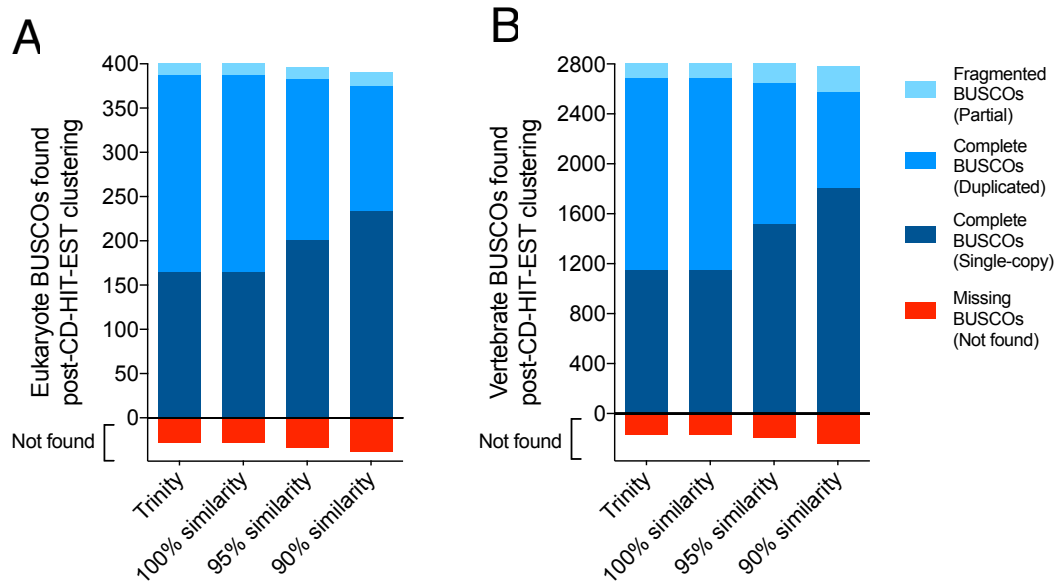 A
Eukaryote BUSCOs found
post-CD-HIT-EST clustering
400
350
300
250
200
150
100
50
0
Not found
Trinity
100% similarity
95% similarity
90% similarity
B
Vertebrate BUSCOs found
post-CD-HIT-EST clustering
2800
2400
2000
1600
1200
800
400
0
Not found
Trinity
100% similarity
95% similarity
90% similarity
Fragmented
BUSCOs
(Partial)
Complete
BUSCOs
(Duplicated)
Complete
BUSCOs
(Single-copy)
Missing
BUSCOs
(Not found)